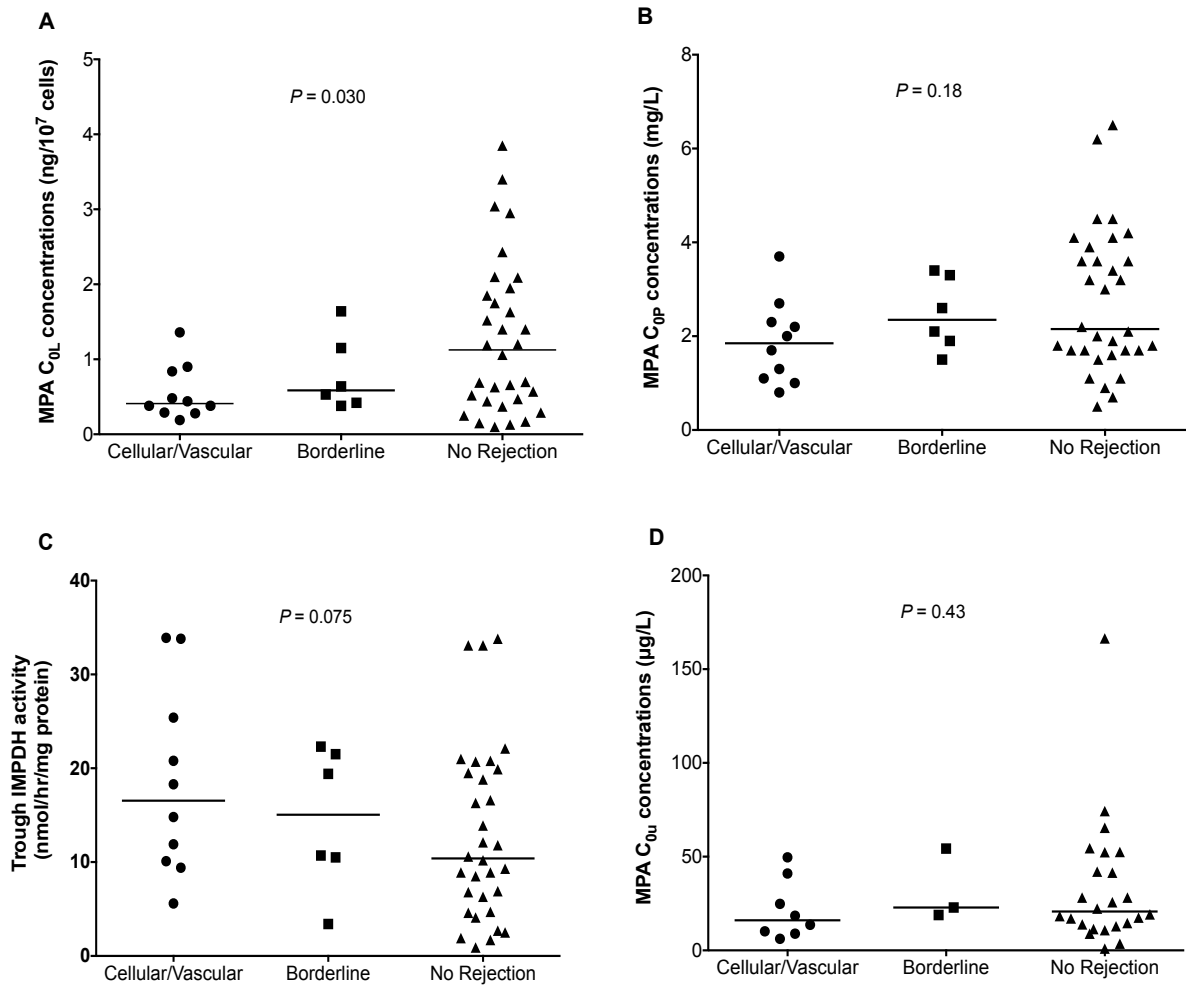 A
MPA C0L concentrations (ng/10⁷ cells)
5
4
3
2
1
0
P = 0.030
Cellular/Vascular Borderline No Rejection
B
MPA C0P concentrations (mg/L)
8
6
4
2
0
P = 0.18
Cellular/Vascular Borderline No Rejection
C
Trough IMPDH activity
(nmol/hr/mg protein)
40
30
20
10
0
P = 0.075
Cellular/Vascular Borderline No Rejection
D
MPA C0u concentrations (µg/L)
200
150
100
50
0
P = 0.43
Cellular/Vascular Borderline No Rejection